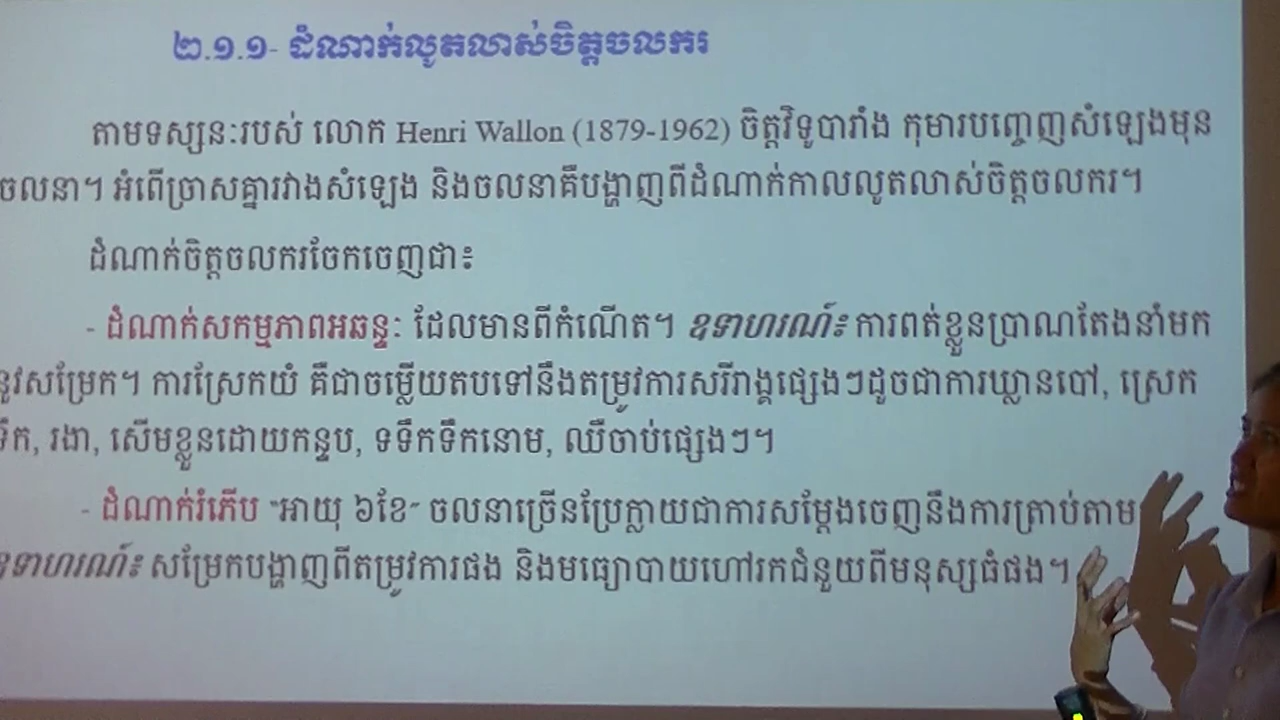 ២.១.១- ដំណាក់លូតលាស់ចិត្តចលករ
តាមទស្សនៈរបស់ លោក Henri Wallon (1879-1962) ចិត្តវិទូបារាំង កុមារបញ្ចេញសំឡេងមុន
ចលនា។ អំពើច្រាសគ្នារវាងសំឡេង និងចលនាគឺបង្ហាញពីដំណាក់កាលលូតលាស់ចិត្តចលករ។
ដំណាក់ចិត្តចលករចែកចេញជា៖
- ដំណាក់សកម្មភាពអឆន្ទៈ ដែលមានពីកំណើត។ ឧទាហរណ៍៖ ការពត់ខ្លួនប្រាណតែងនាំមក
នូវសម្រែក។ ការស្រែកយំ គឺជាចម្លើយតបទៅនឹងតម្រូវការសរីរាង្គផ្សេងៗដូចជាការឃ្លានបៅ, ស្រេក
ទឹក, រងា, សើមខ្លួនដោយកន្ទប, ទទឹកទឹកនោម, ឈឺចាប់ផ្សេងៗ។
- ដំណាក់រំភើប "អាយុ ៦ខែ" ចលនាច្រើនប្រែក្លាយជាការសម្តែងចេញនឹងការត្រាប់តាម
ឧទាហរណ៍៖ សម្រែកបង្ហាញពីតម្រូវការផង និងមធ្យោបាយហៅរកជំនួយពីមនុស្សធំផង។